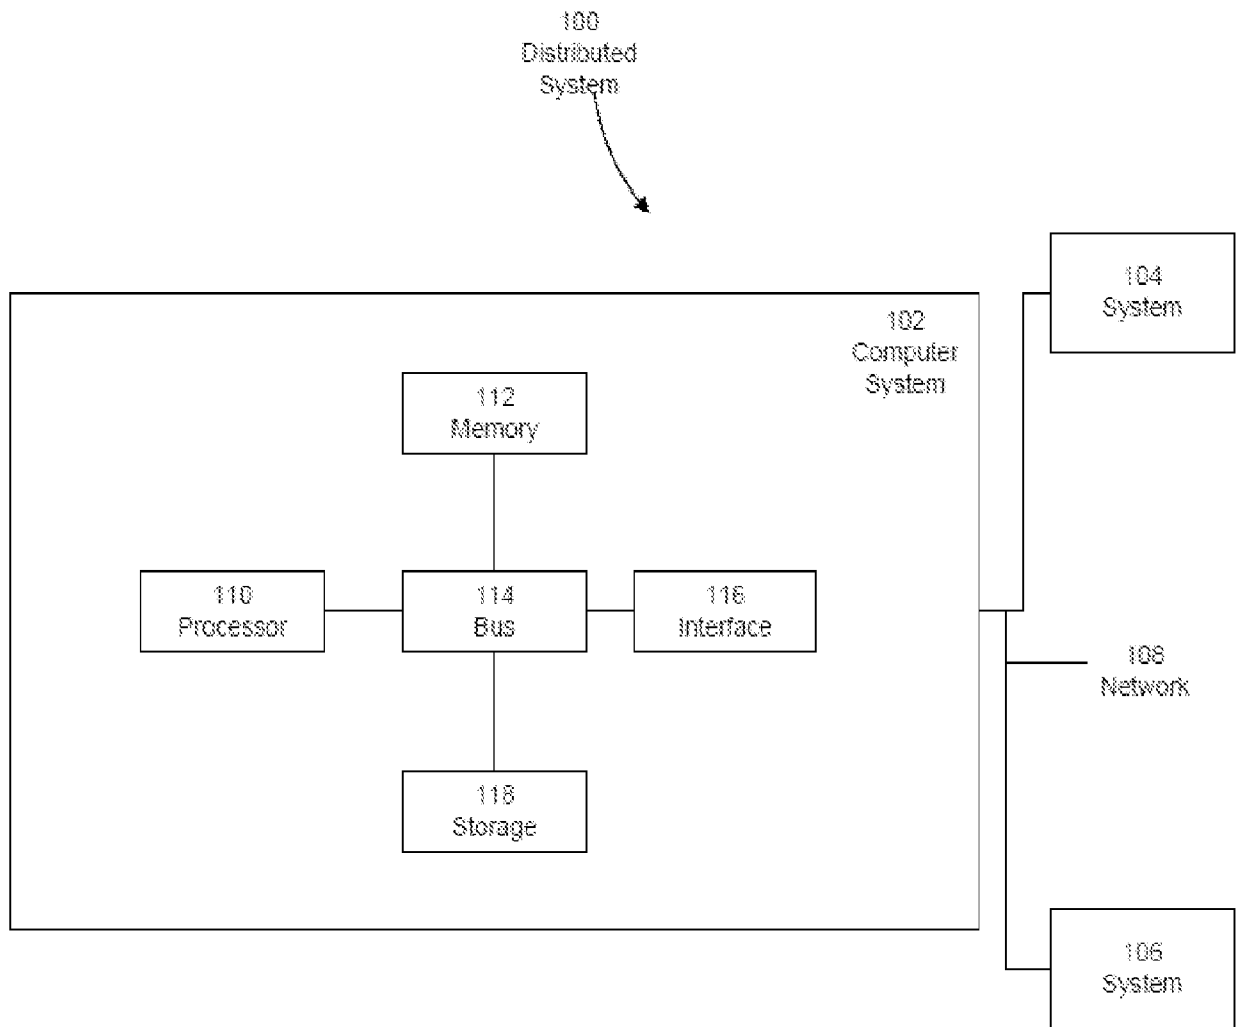 100
Distributed
System
104
System
102
Computer
System
112
Memory
110
Processor
114
Bus
116
Interface
108
Network
118
Storage
106
System